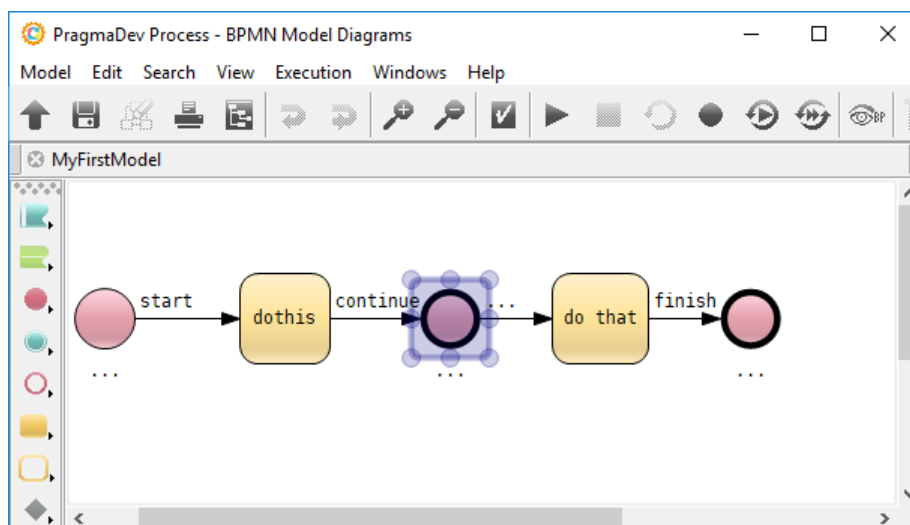 PragmaDev Process - BPMN Model Diagrams
Model Edit Search View Execution Windows Help
BP
MyFirstModel
start
continue
...
finish
dothis
do that
...
...
...